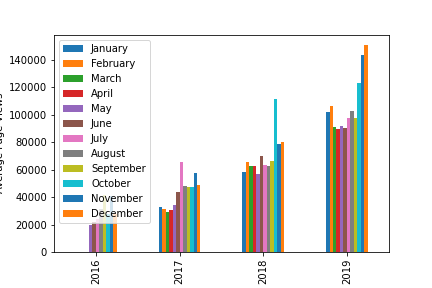 Average Page Views
140000
120000
100000
80000
60000
40000
20000
0
January
February
March
April
May
June
July
August
September
October
November
December
2016
2017
2018
2019